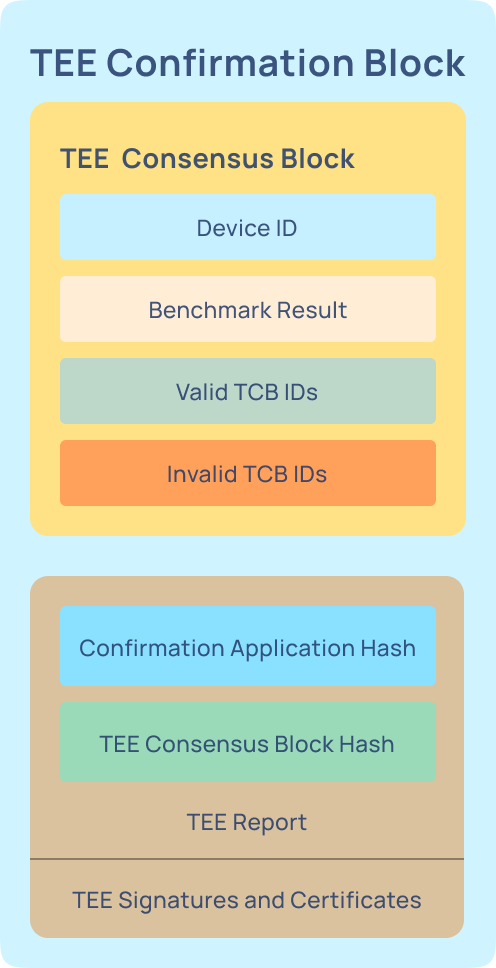 TEE Confirmation Block
TEE Consensus Block
Device ID
Benchmark Result
Valid TCB IDs
Invalid TCB IDs
Confirmation Application Hash
TEE Consensus Block Hash
TEE Report
TEE Signatures and Certificates